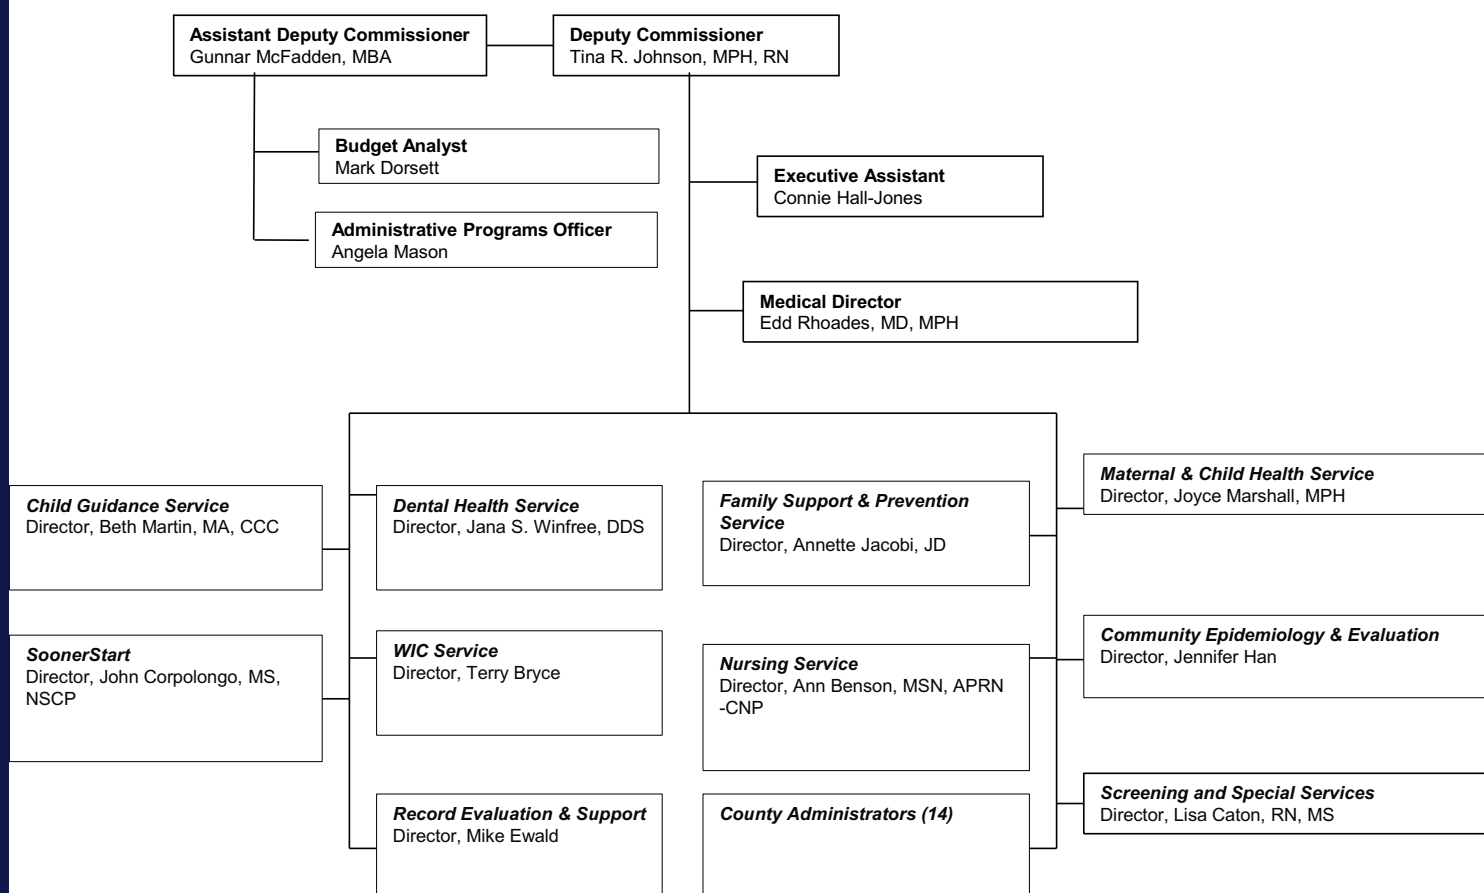 Assistant Deputy Commissioner
Gunnar McFadden, MBA
Deputy Commissioner
Tina R. Johnson, MPH, RN
Budget Analyst
Mark Dorsett
Executive Assistant
Connie Hall-Jones
Administrative Programs Officer
Angela Mason
Medical Director
Edd Rhoades, MD, MPH
Child Guidance Service
Director, Beth Martin, MA, CCC
Dental Health Service
Director, Jana S. Winfree, DDS
Family Support & Prevention
Service
Director, Annette Jacobi, JD
Maternal & Child Health Service
Director, Joyce Marshall, MPH
SoonerStart
Director, John Corpolongo, MS,
NSCP
WIC Service
Director, Terry Bryce
Nursing Service
Director, Ann Benson, MSN, APRN
-CNP
Community Epidemiology & Evaluation
Director, Jennifer Han
Record Evaluation & Support
Director, Mike Ewald
County Administrators (14)
Screening and Special Services
Director, Lisa Caton, RN, MS